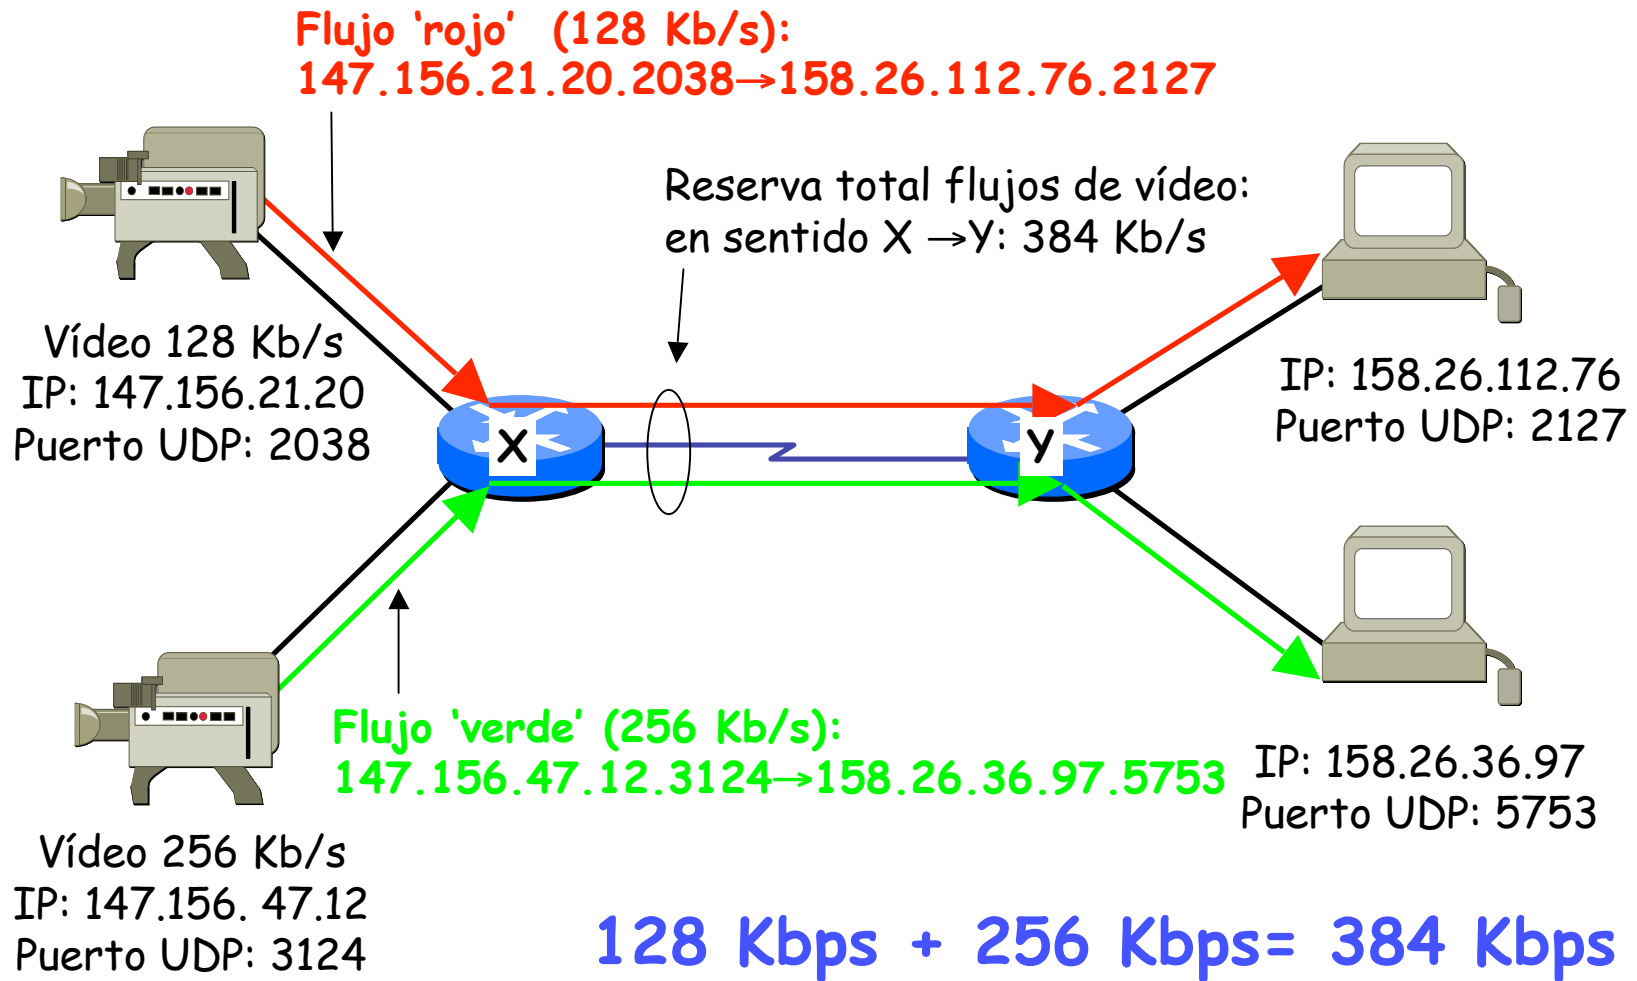 Flujo ‘rojo’ (128 Kb/s):
147.156.21.20.2038→158.26.112.76.2127
Reserva total flujos de vídeo:
en sentido X →Y: 384 Kb/s
Vídeo 128 Kb/s
IP: 147.156.21.20
Puerto UDP: 2038
IP: 158.26.112.76
Puerto UDP: 2127
X
Y
Flujo ‘verde’ (256 Kb/s):
147.156.47.12.3124→158.26.36.97.5753
IP: 158.26.36.97
Puerto UDP: 5753
Vídeo 256 Kb/s
IP: 147.156. 47.12
Puerto UDP: 3124
128 Kbps + 256 Kbps= 384 Kbps